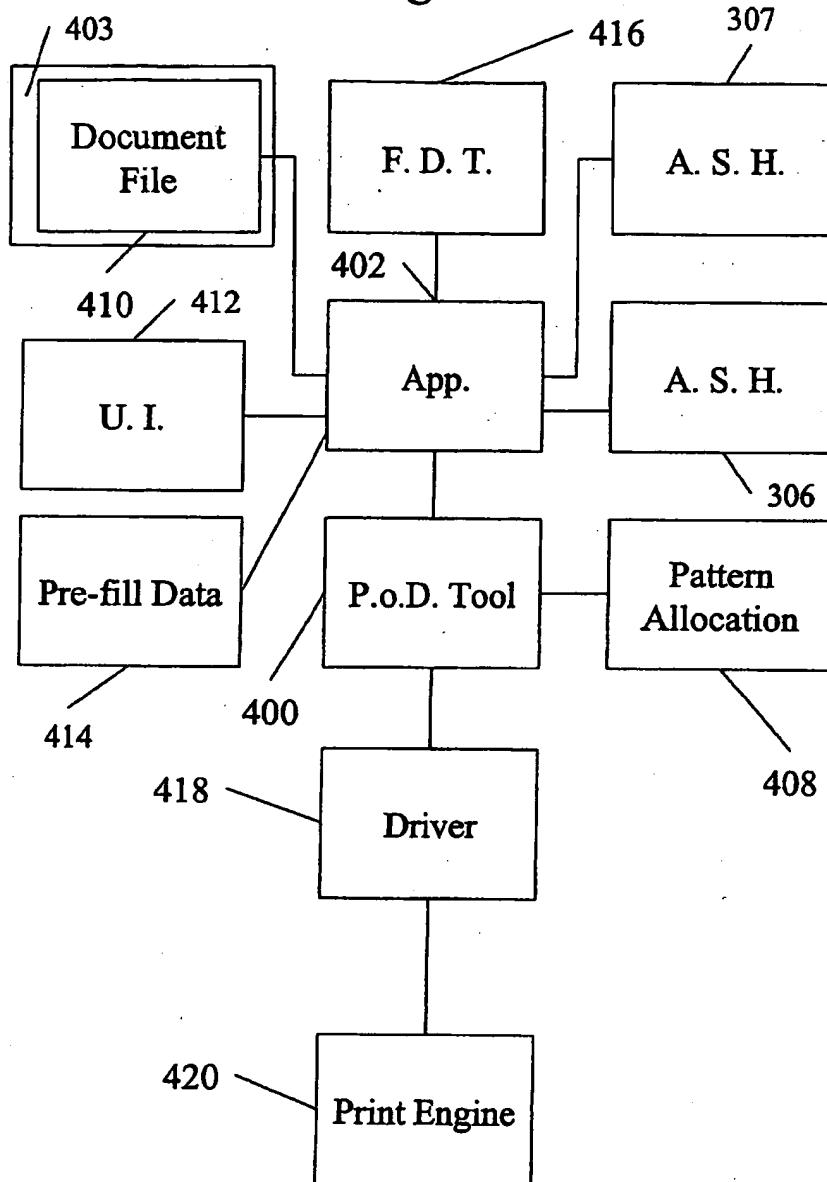 403
416
307
Document
File
F. D. T.
A. S. H.
402
410
412
App.
A. S. H.
U. I.
306
Pre-fill Data
P.o.D. Tool
Pattern
Allocation
414
400
408
418
Driver
420
Print Engine